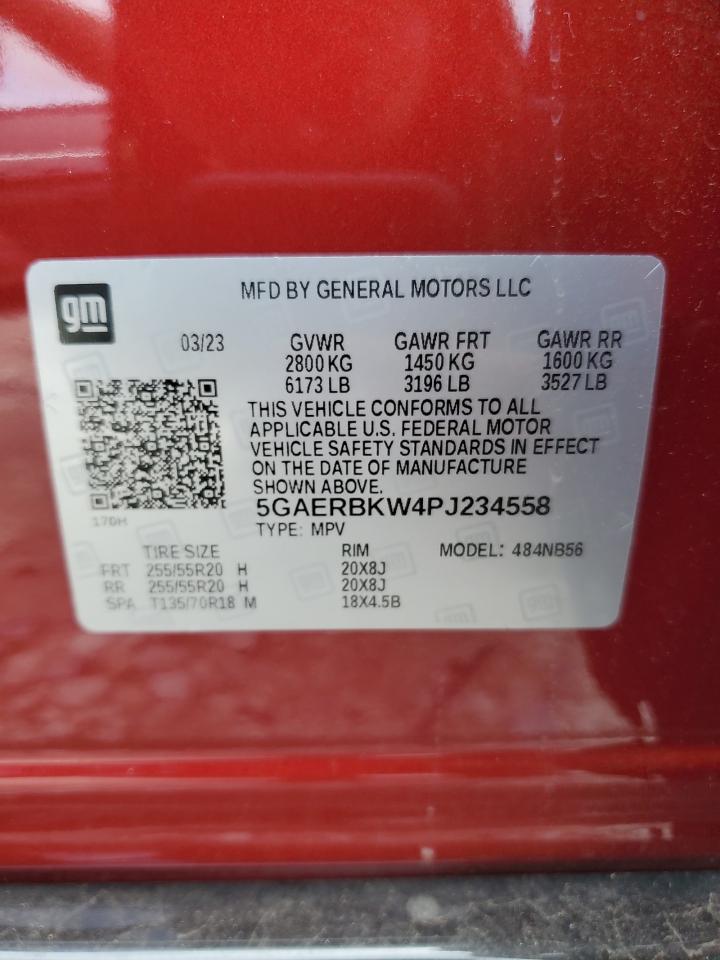 gm
MFD BY GENERAL MOTORS LLC
03/23 GVWR GAWR FRT GAWR RR
2800 KG 1450 KG 1600 KG
6173 LB 3196 LB 3527 LB
THIS VEHICLE CONFORMS TO ALL
APPLICABLE U.S. FEDERAL MOTOR
VEHICLE SAFETY STANDARDS IN EFFECT
ON THE DATE OF MANUFACTURE
SHOWN ABOVE.
5GAERBKW4PJ234558
170H
TYPE: MPV
TIRE SIZE RIM MODEL: 484NB56
FRT 255/55R20 H 20X8J
RR 255/55R20 H 20X8J
SPA T135/70R18 M 18X4.5B